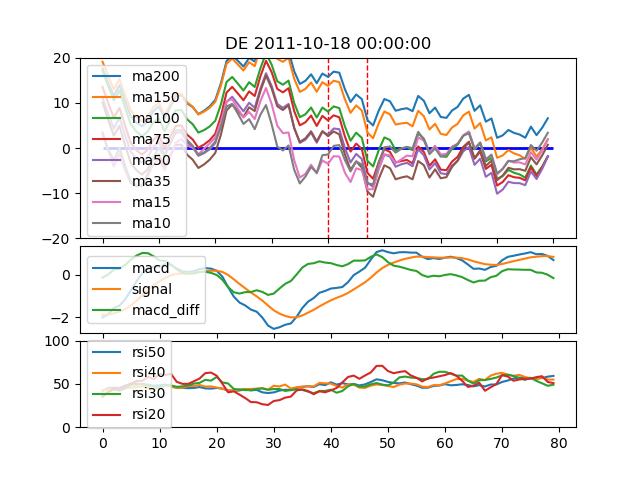 DE 2011-10-18 00:00:00
20
10
0
−10
−20
ma200
ma150
ma100
ma75
ma50
ma35
ma15
ma10
0
−2
macd
signal
macd_diff
100
50
0
rsi50
rsi40
rsi30
rsi20
0 10 20 30 40 50 60 70 80